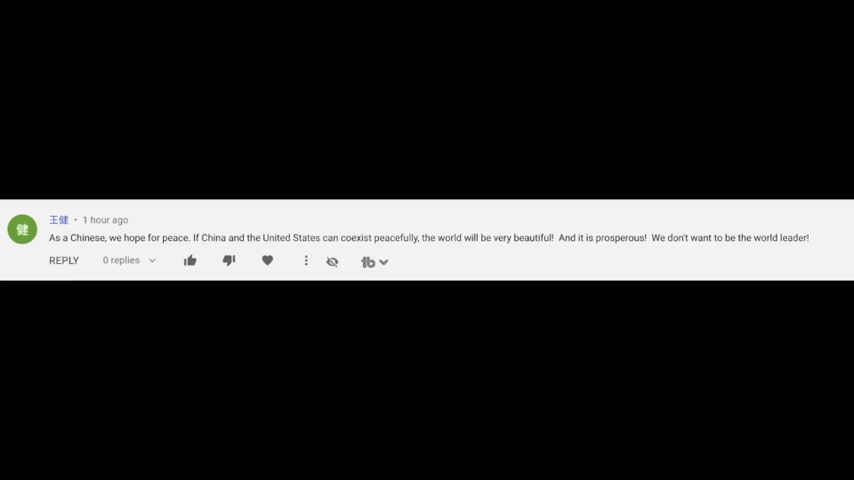 健
王健 · 1 hour ago
As a Chinese, we hope for peace. If China and the United States can coexist peacefully, the world will be very beautiful!  And it is prosperous!  We don't want to be the world leader!
REPLY 0 replies
tb